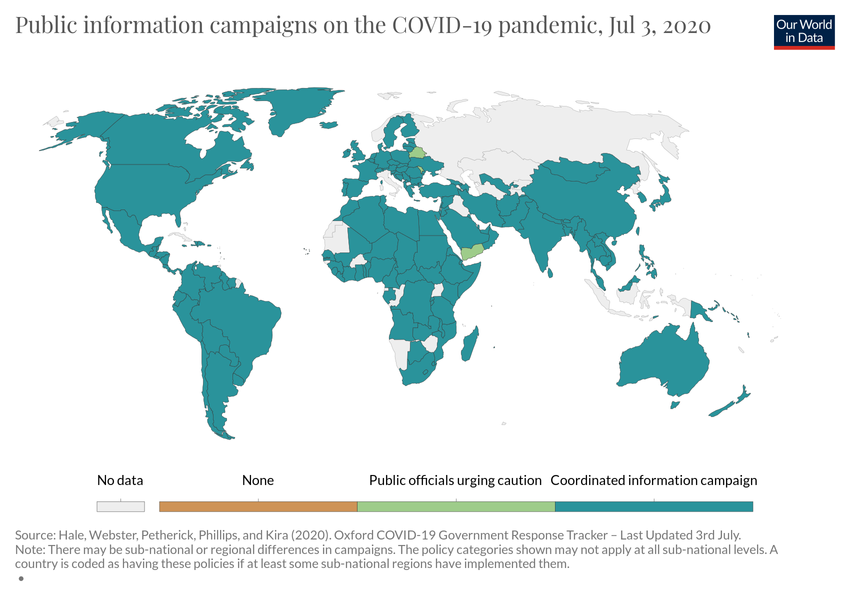 Public information campaigns on the COVID-19 pandemic, Jul 3, 2020
Our World
in Data
No data
None
Public officials urging caution
Coordinated information campaign
Source: Hale, Webster, Petherick, Phillips, and Kira (2020). Oxford COVID-19 Government Response Tracker – Last Updated 3rd July.
Note: There may be sub-national or regional differences in campaigns. The policy categories shown may not apply at all sub-national levels. A
country is coded as having these policies if at least some sub-national regions have implemented them.